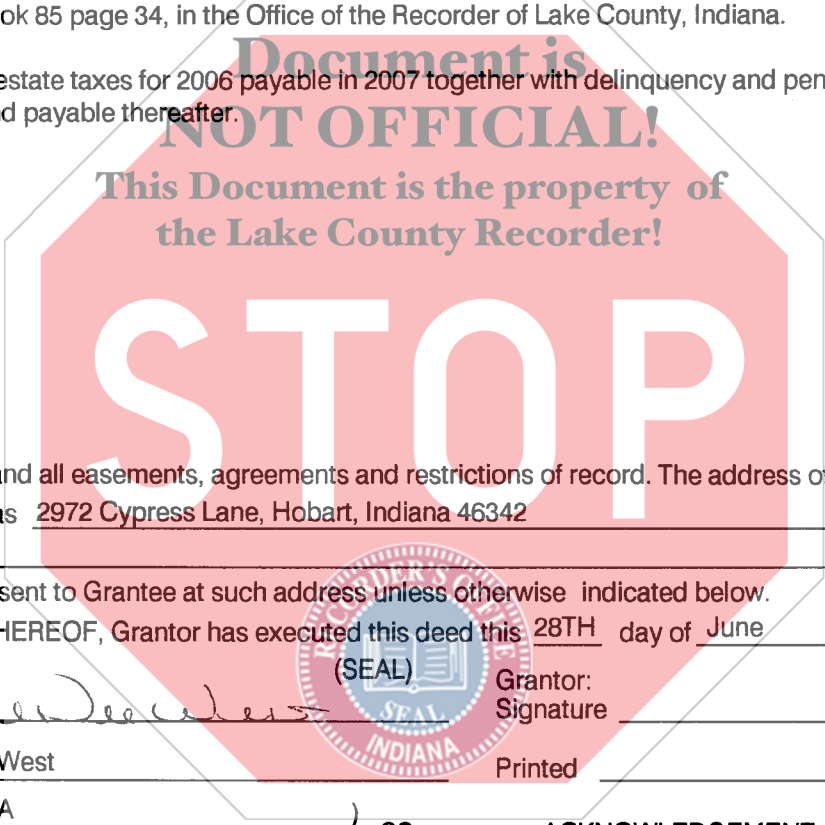 ok 85 page 34, in the Office of the Recorder of Lake County, Indiana.
Document is
estate taxes for 2006 payable in 2007 together with delinquency and pen
d payable thereafter.
NOT OFFICIAL!
This Document is the property of
the Lake County Recorder!
STOP
and all easements, agreements and restrictions of record. The address of
as 2972 Cypress Lane, Hobart, Indiana 46342
sent to Grantee at such address unless otherwise indicated below.
HEREOF, Grantor has executed this deed this 28TH day of June
(SEAL)
RECORDER'S OFFICE
SEAL
INDIANA
Grantor:
Signature
West
Printed
A
) SS
ACKNOWLEDGEMENT